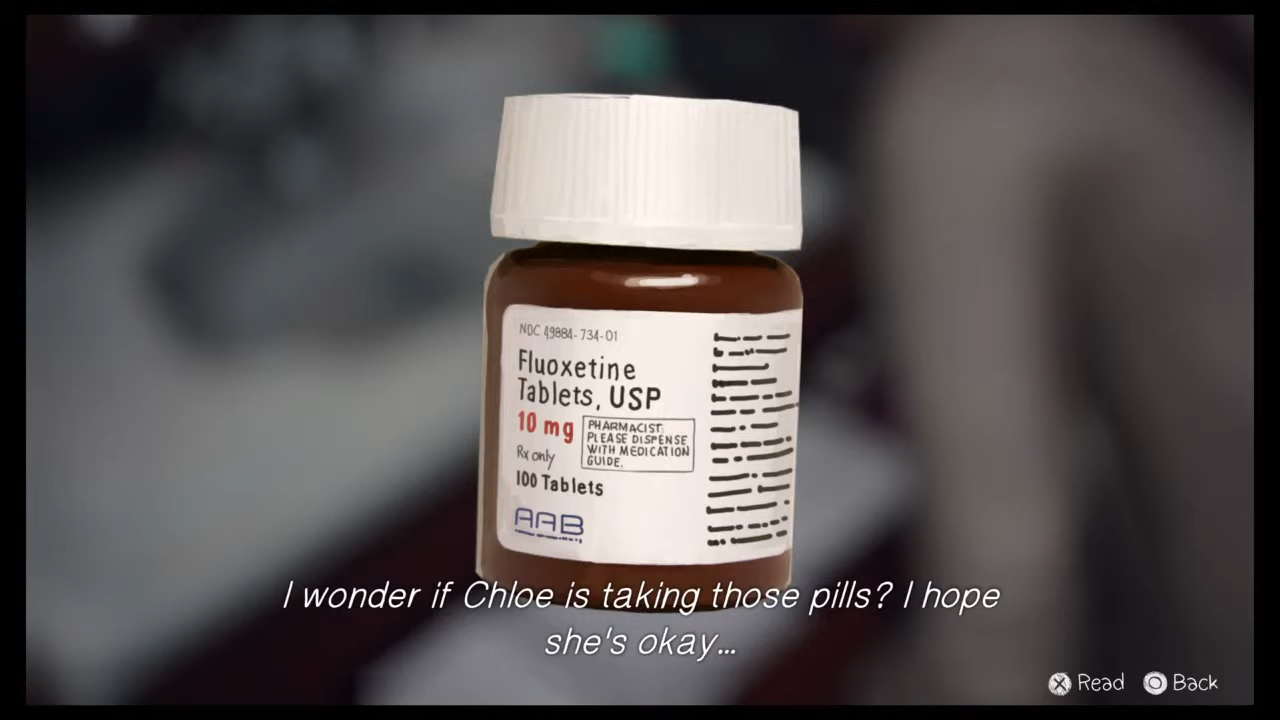 NDC 49884-734-01
Fluoxetine
Tablets, USP
10 mg
PHARMACIST:
PLEASE DISPENSE
WITH MEDICATION
GUIDE.
Rx only
100 Tablets
AAB
I wonder if Chloe is taking those pills? I hope
she's okay...
Read Back